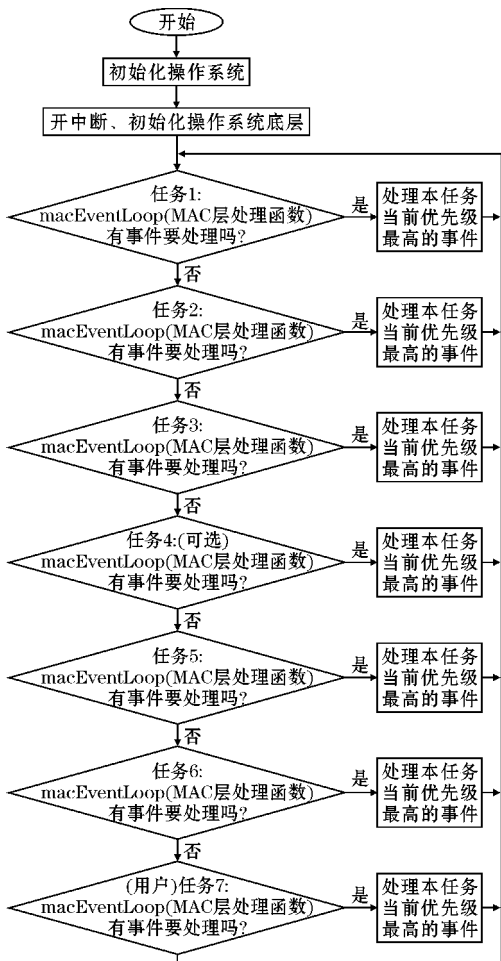 开始
初始化操作系统
开中断、初始化操作系统底层
任务1:
macEventLoop(MAC层处理函数)
有事件要处理吗?
是
处理本任务
当前优先级
最高的事件
否
任务2:
macEventLoop(MAC层处理函数)
有事件要处理吗?
是
处理本任务
当前优先级
最高的事件
否
任务3:
macEventLoop(MAC层处理函数)
有事件要处理吗?
是
处理本任务
当前优先级
最高的事件
否
任务4:(可选)
macEventLoop(MAC层处理函数)
有事件要处理吗?
是
处理本任务
当前优先级
最高的事件
否
任务5:
macEventLoop(MAC层处理函数)
有事件要处理吗?
是
处理本任务
当前优先级
最高的事件
否
任务6:
macEventLoop(MAC层处理函数)
有事件要处理吗?
是
处理本任务
当前优先级
最高的事件
否
(用户)任务7:
macEventLoop(MAC层处理函数)
有事件要处理吗?
是
处理本任务
当前优先级
最高的事件